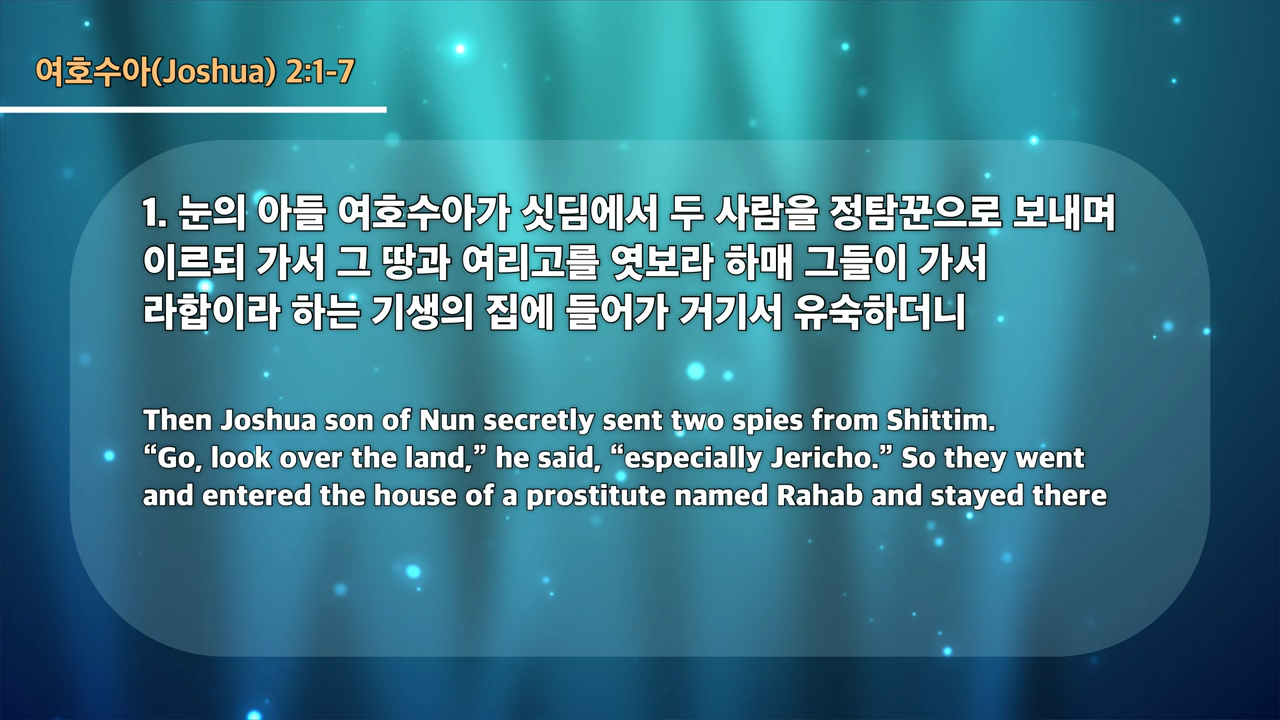 여호수아(Joshua) 2:1-7
1. 눈의 아들 여호수아가 싯딤에서 두 사람을 정탐꾼으로 보내며
이르되 가서 그 땅과 여리고를 엿보라 하매 그들이 가서
라합이라 하는 기생의 집에 들어가 거기서 유숙하더니
Then Joshua son of Nun secretly sent two spies from Shittim.
“Go, look over the land,” he said, “especially Jericho.” So they went
and entered the house of a prostitute named Rahab and stayed there